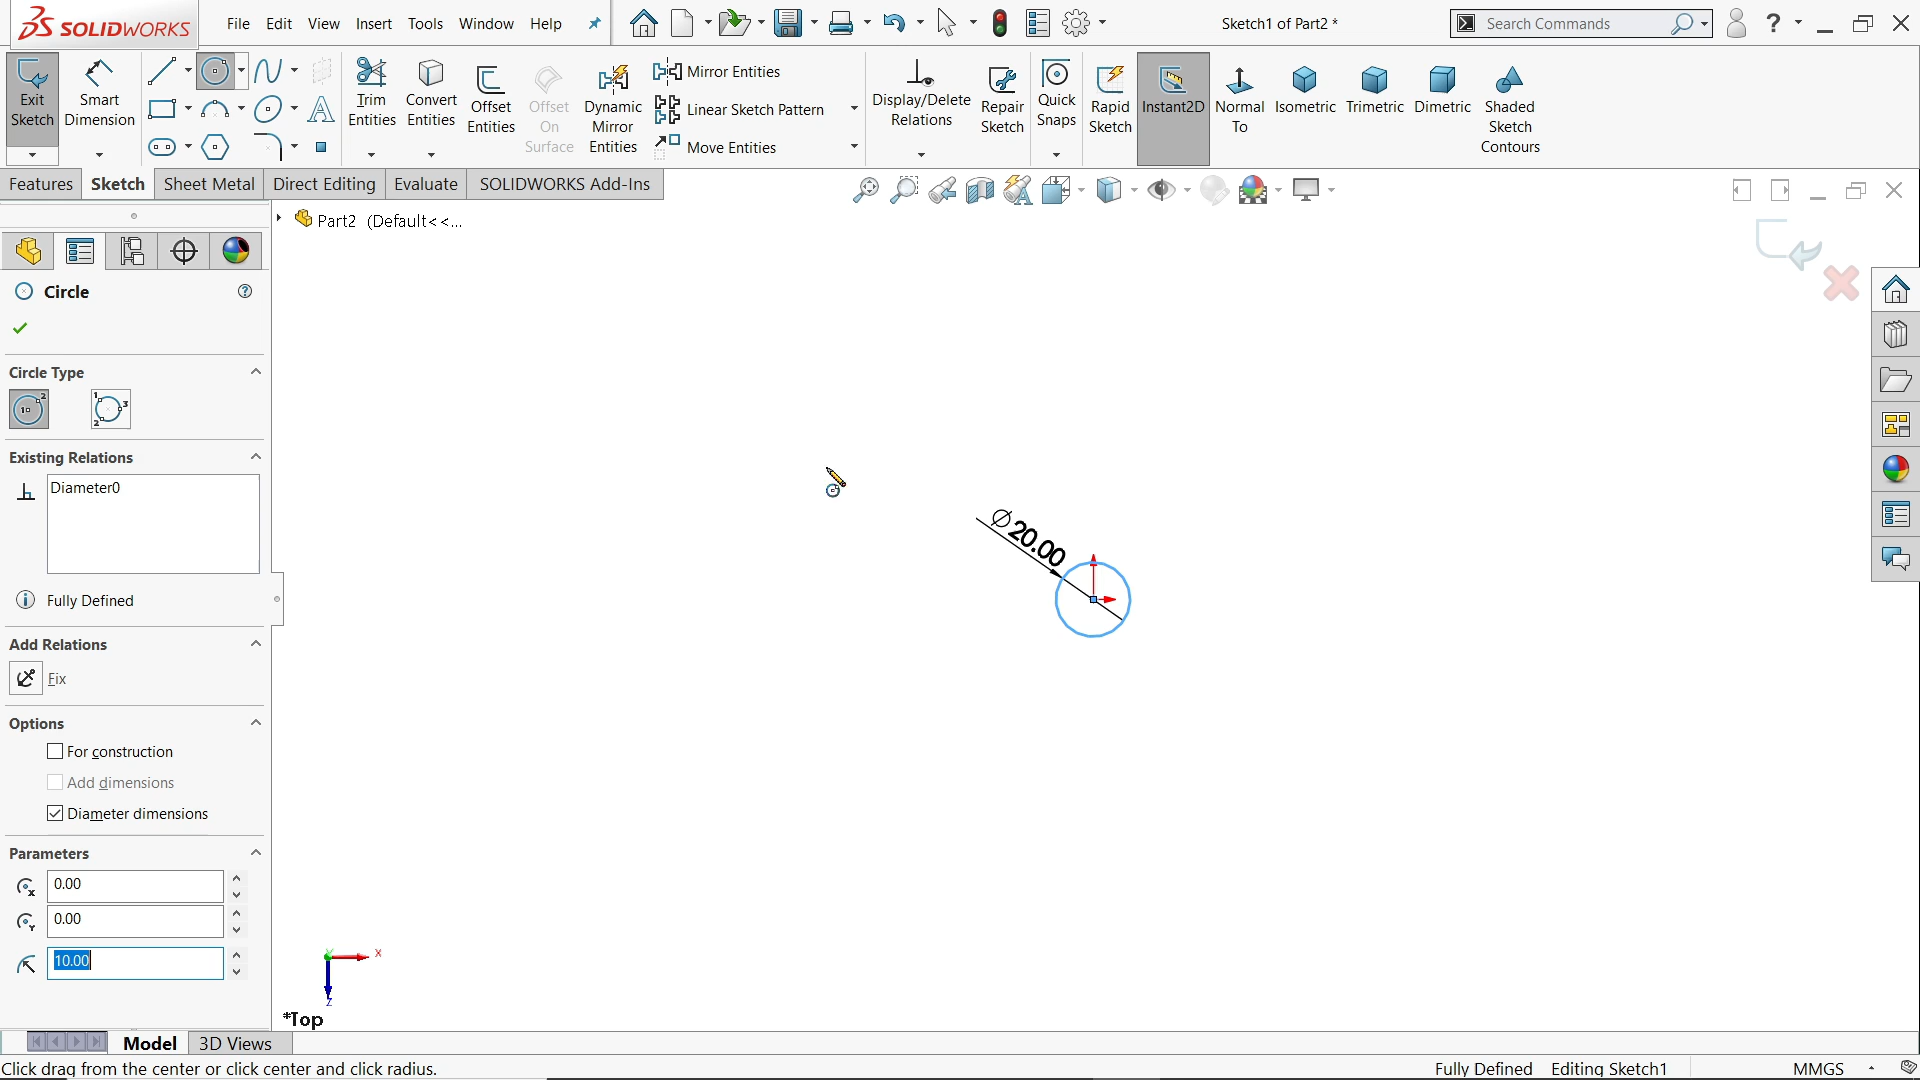 SOLIDWORKS
File Edit View Insert Tools Window Help
Sketch1 of Part2 *
Search Commands
Exit Sketch
Smart Dimension
Trim Entities
Convert Entities
Offset Entities
Offset On Surface
Dynamic Mirror Entities
Mirror Entities
Linear Sketch Pattern
Move Entities
Display/Delete Relations
Repair Sketch
Quick Snaps
Rapid Sketch
Instant2D
Normal To
Isometric
Trimetric
Dimetric
Shaded Sketch Contours
Features Sketch Sheet Metal Direct Editing Evaluate SOLIDWORKS Add-Ins
Part2 (Default<<...
Circle
Circle Type
Existing Relations
Diameter0
Fully Defined
Add Relations
Fix
Options
For construction
Add dimensions
Diameter dimensions
Parameters
0.00
0.00
10.00
∅20.00
Y X
Z
*Top
Model 3D Views
Click drag from the center or click center and click radius.
Fully Defined Editing Sketch1 MMGS